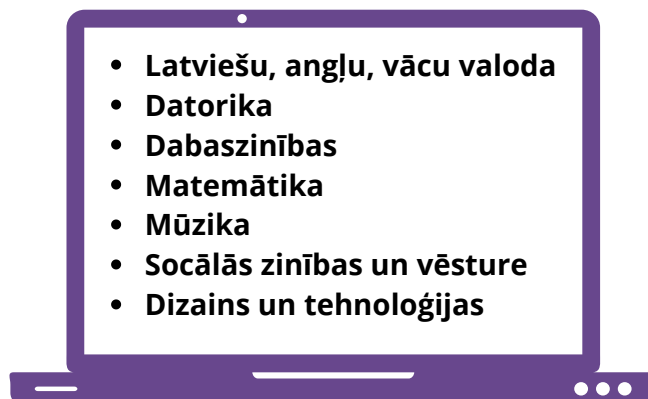 • Latviešu, angļu, vācu valoda
• Datorika
• Dabaszinības
• Matemātika
• Mūzika
• Socālās zinības un vēsture
• Dizains un tehnoloģijas